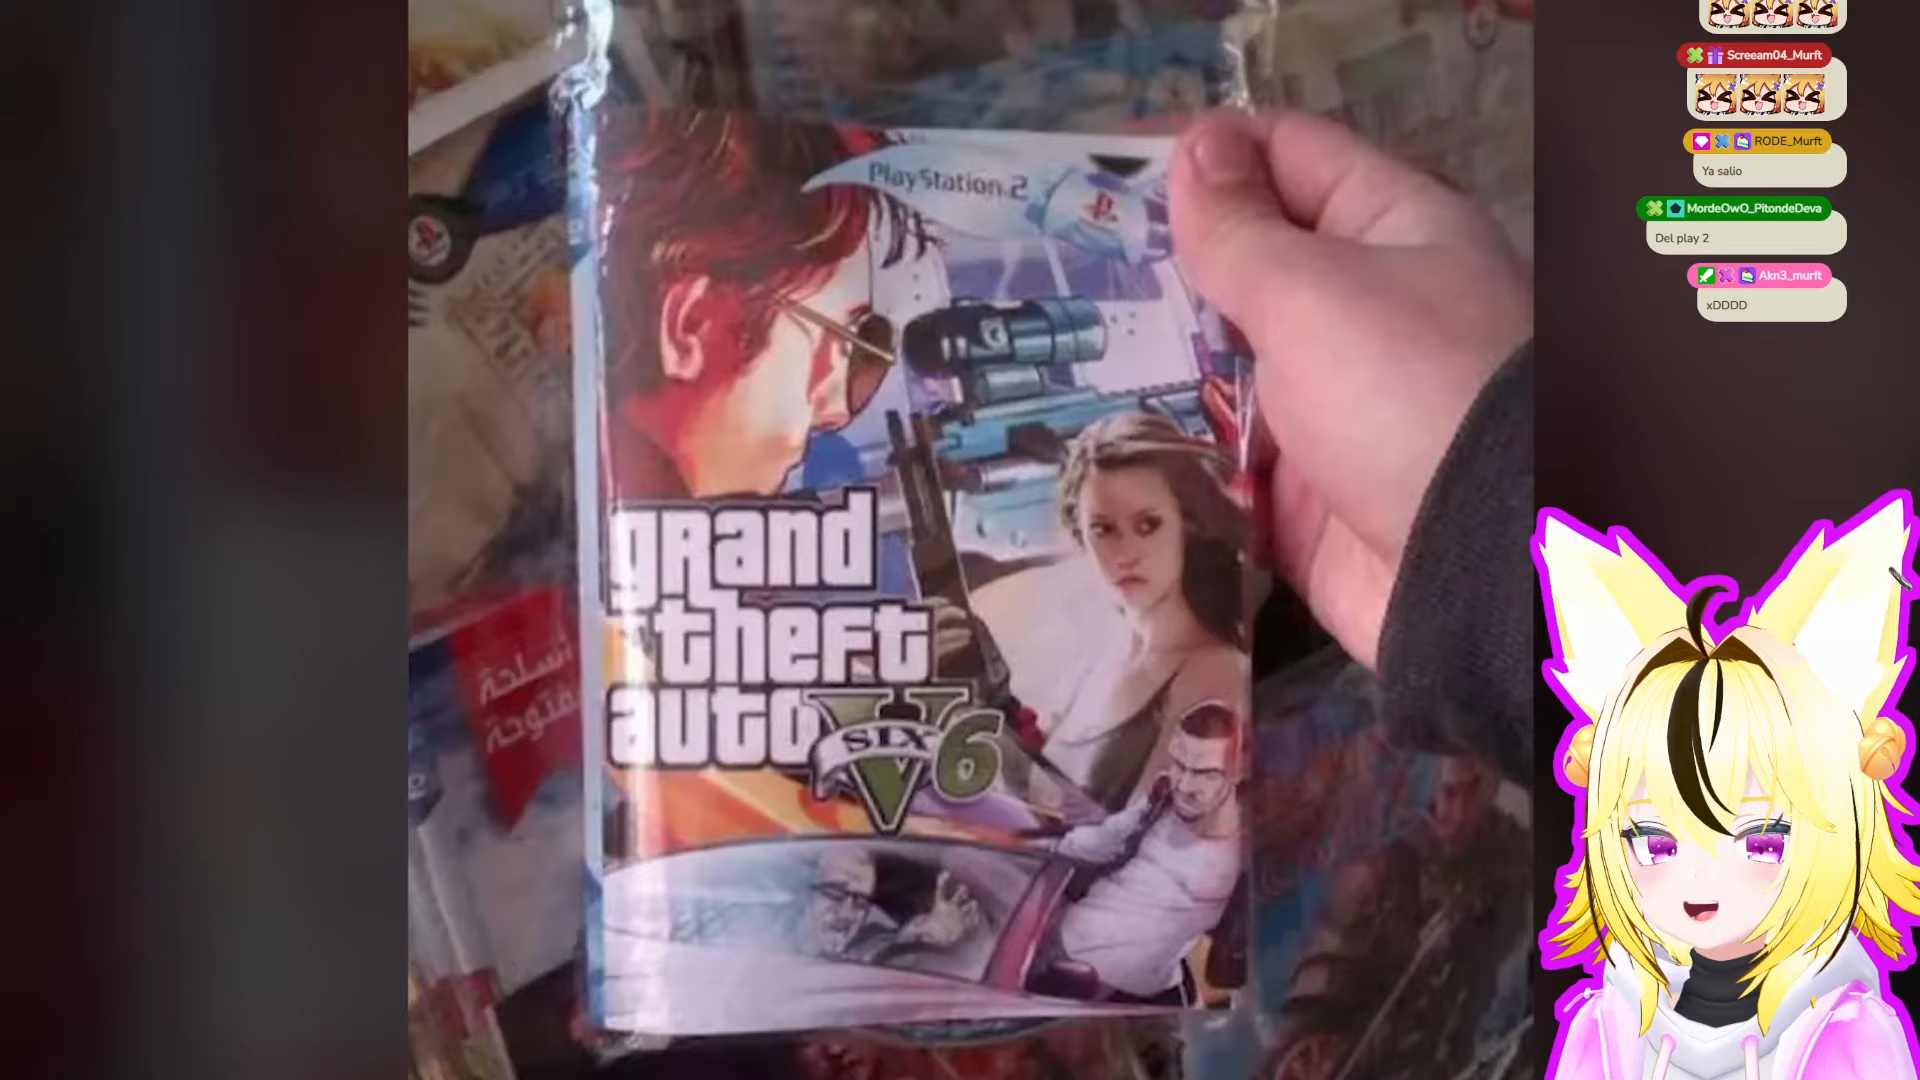 PlayStation 2
grand
theft
auto
SIX
V 6
أسلحة
مفتوحة
Screeam04_Murft
RODE_Murft
Ya salio
MordeOwO_PitondeDeva
Del play 2
Akn3_murft
xDDDD